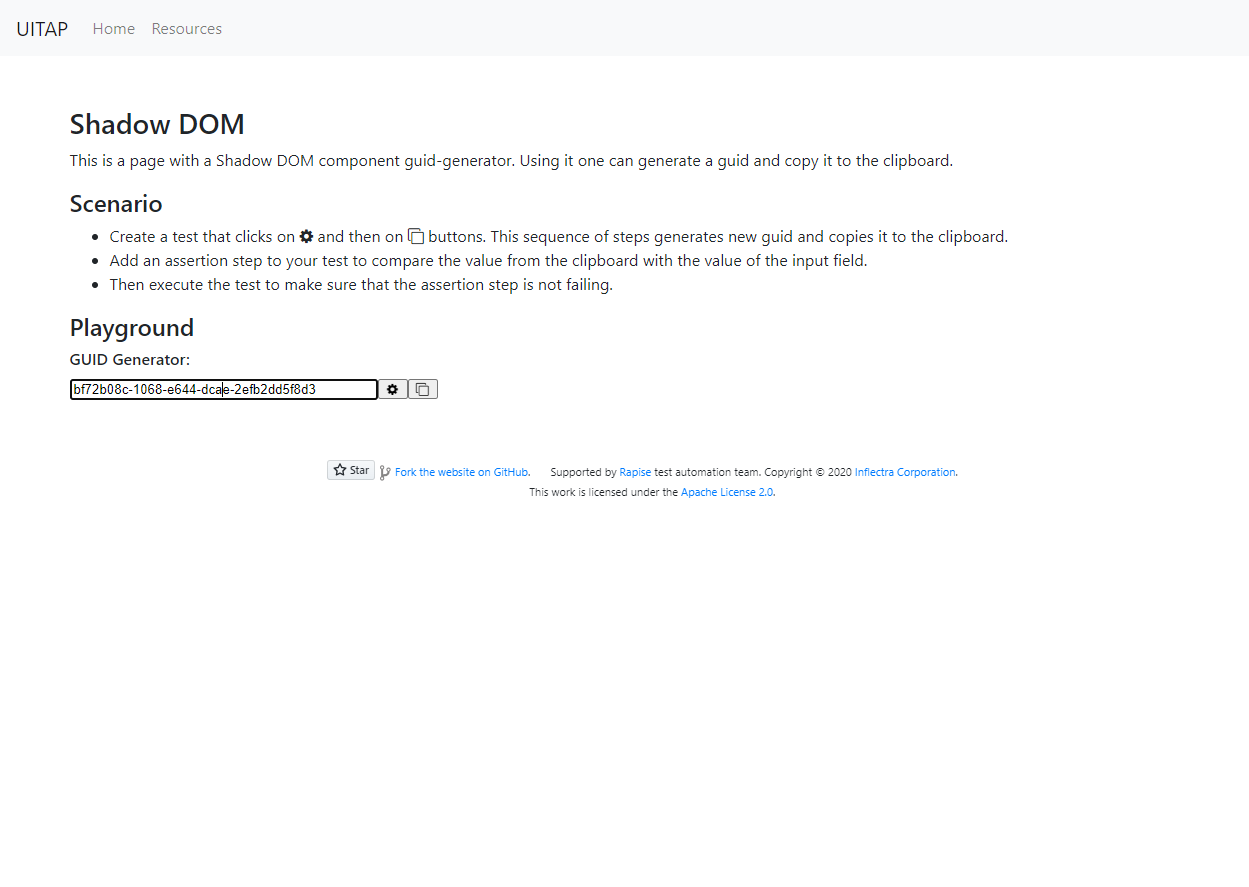 UITAP Home Resources
Shadow DOM
This is a page with a Shadow DOM component guid-generator. Using it one can generate a guid and copy it to the clipboard.
Scenario
Create a test that clicks on and then on buttons. This sequence of steps generates new guid and copies it to the clipboard.
Add an assertion step to your test to compare the value from the clipboard with the value of the input field.
Then execute the test to make sure that the assertion step is not failing.
Playground
GUID Generator:
bf72b08c-1068-e644-dcae-2efb2dd5f8d3
Star Fork the website on GitHub. Supported by Rapise test automation team. Copyright © 2020 Inflectra Corporation.
This work is licensed under the Apache License 2.0.